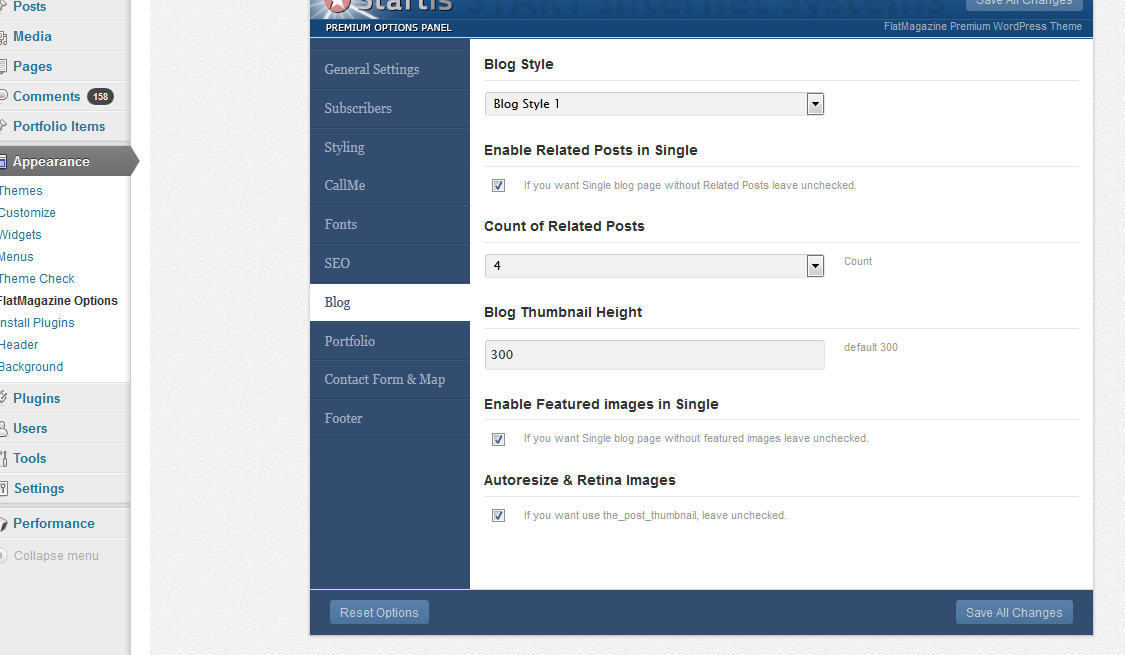 Posts
Media
Pages
Comments 158
Portfolio Items
Appearance
Themes
Customize
Widgets
Menus
Theme Check
FlatMagazine Options
Install Plugins
Header
Background
Plugins
Users
Tools
Settings
Performance
Collapse menu
Startis
PREMIUM OPTIONS PANEL
Save All Changes
FlatMagazine Premium WordPress Theme
General Settings
Subscribers
Styling
CallMe
Fonts
SEO
Blog
Portfolio
Contact Form & Map
Footer
Blog Style
Blog Style 1
Enable Related Posts in Single
If you want Single blog page without Related Posts leave unchecked.
Count of Related Posts
4
Count
Blog Thumbnail Height
300
default 300
Enable Featured images in Single
If you want Single blog page without featured images leave unchecked.
Autoresize & Retina Images
If you want use the_post_thumbnail, leave unchecked.
Reset Options
Save All Changes